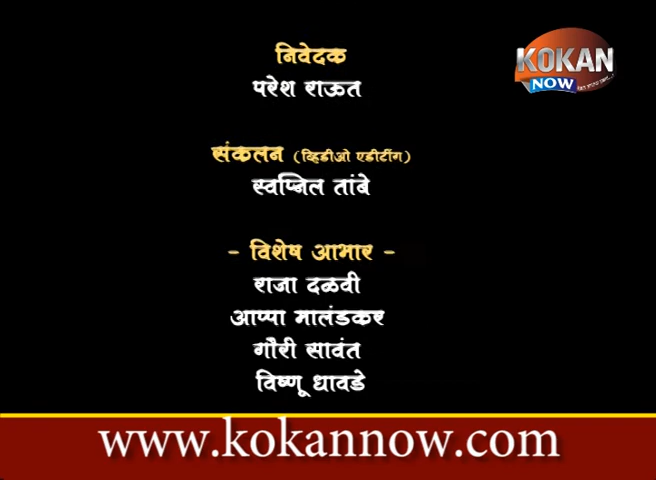 निवेदक
परेश राऊत
KOKAN
NOW
संकलन (व्हिडीओ एडीटींग)
स्वप्निल तांबे
- विशेष आभार -
राजा दळवी
आप्पा मालंडकर
गौरी सावंत
विष्णू धावडे
www.kokannow.com